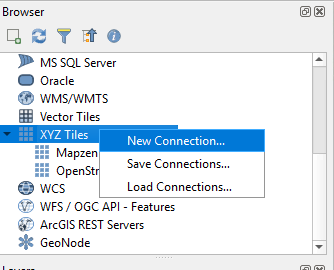 Browser
MS SQL Server
Oracle
WMS/WMTS
Vector Tiles
XYZ Tiles
New Connection...
Mapzen
Save Connections...
OpenStr
Load Connections...
WCS
WFS / OGC API - Features
ArcGIS REST Servers
GeoNode